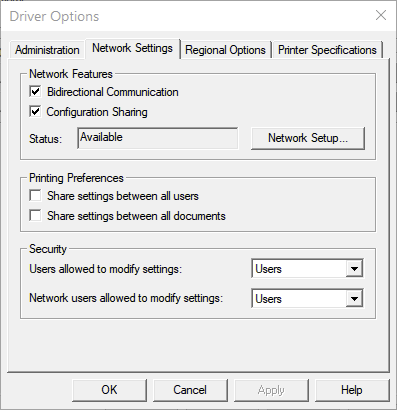 Driver Options
Administration Network Settings Regional Options Printer Specifications
Network Features
Bidirectional Communication
Configuration Sharing
Status: Available Network Setup...
Printing Preferences
Share settings between all users
Share settings between all documents
Security
Users allowed to modify settings: Users
Network users allowed to modify settings: Users
OK Cancel Apply Help